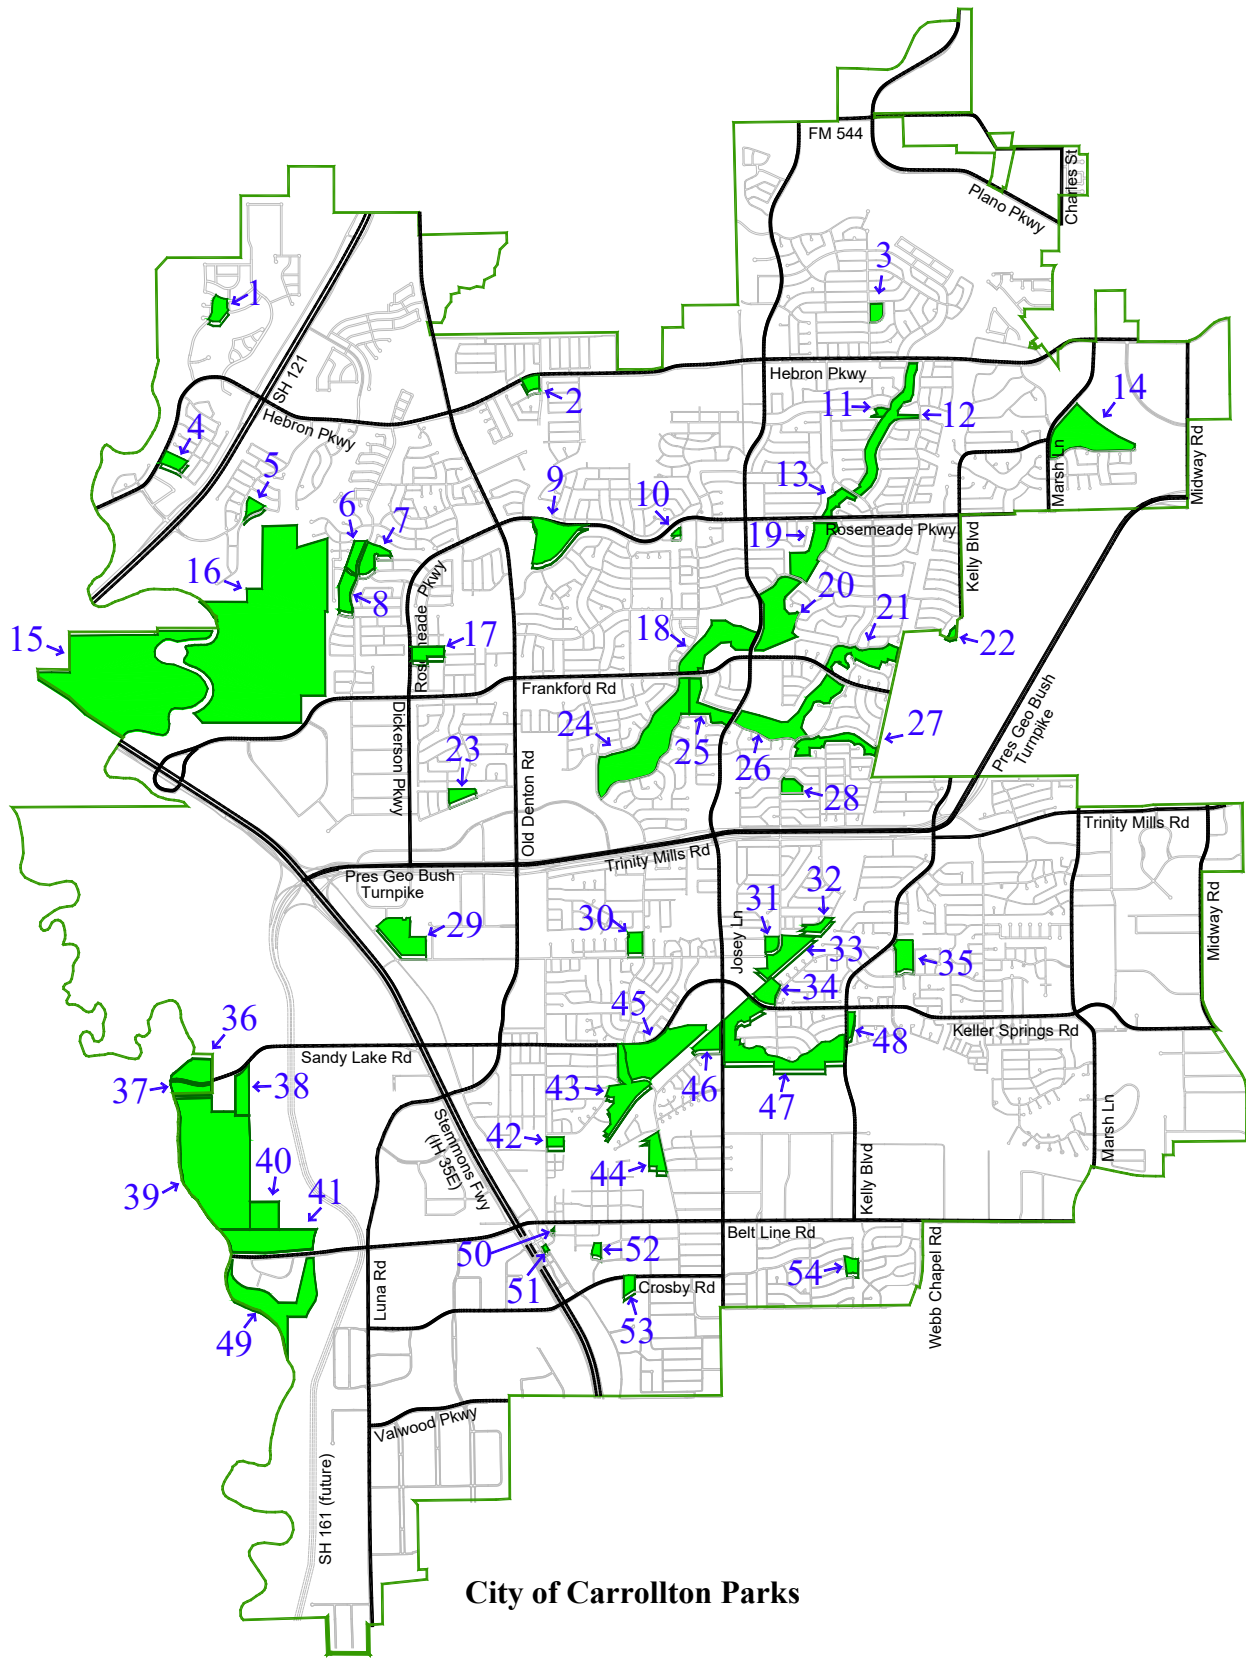 FM 544
Charles St
Plano Pkwy
3
1
SH 121
Hebron Pkwy
2
11
12
14
4
Hebron Pkwy
Marsh Ln
Midway Rd
5
9
13
10
6
7
19
Rosemeade Pkwy
Kelly Blvd
16
8
20
21
15
17
Rosemeade Pkwy
18
22
Frankford Rd
24
25
26
27
Pres Geo Bush
Turnpike
Dickerson Pkwy
23
Old Denton Rd
28
Trinity Mills Rd
Trinity Mills Rd
Pres Geo Bush
Turnpike
Midway Rd
29
30
31
32
Josey Ln
33
35
34
45
36
Sandy Lake Rd
Keller Springs Rd
48
37
38
43
46
47
Stemmons Fwy
(IH 35E)
42
Marsh Ln
44
Kelly Blvd
39
40
41
Belt Line Rd
50
52
51
54
Crosby Rd
53
Luna Rd
Webb Chapel Rd
49
Valwood Pkwy
SH 161 (future)
City of Carrollton Parks